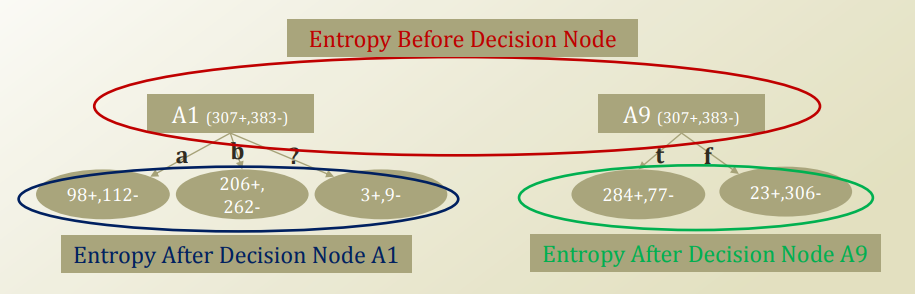 Entropy Before Decision Node
A1 (307+,383-)
A9 (307+,383-)
a
b
?
t
f
98+,112-
206+,
262-
3+,9-
284+,77-
23+,306-
Entropy After Decision Node A1
Entropy After Decision Node A9